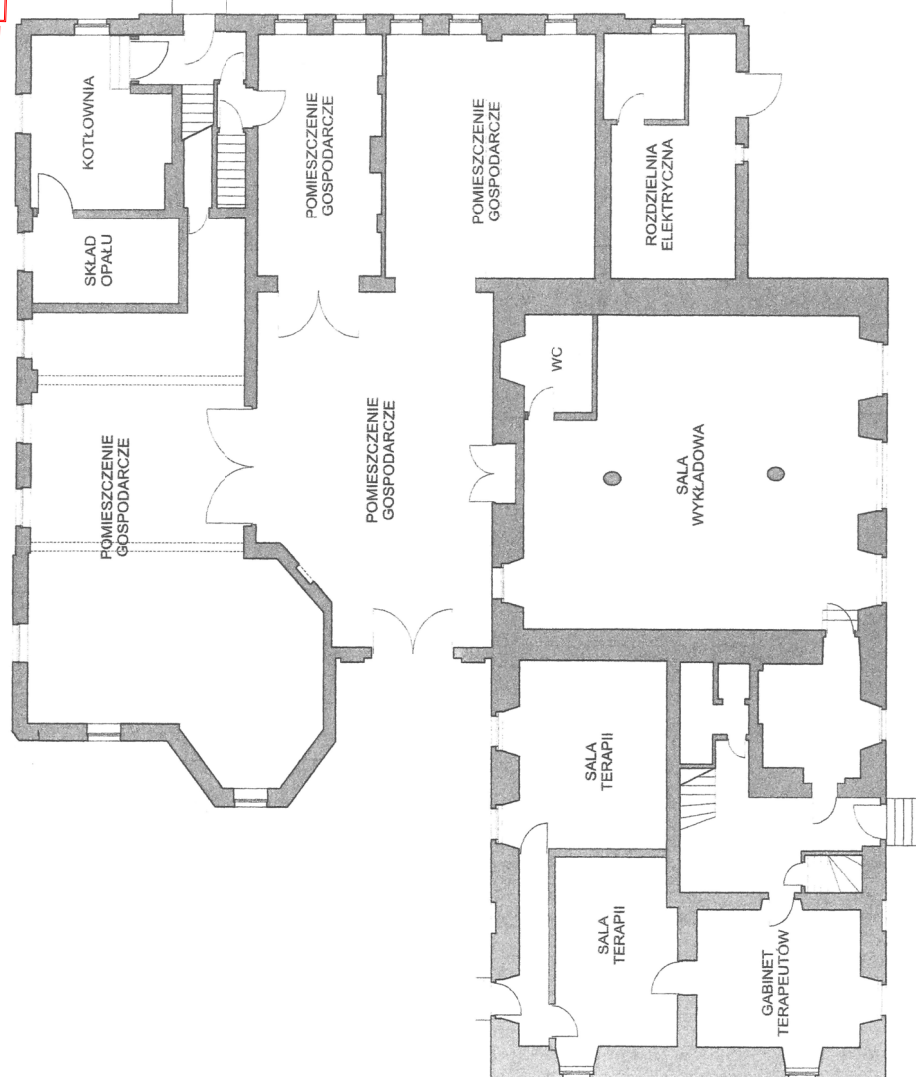 KOTŁOWNIA
SKŁAD
OPAŁU
POMIESZCZENIE
GOSPODARCZE
POMIESZCZENIE
GOSPODARCZE
ROZDZIELNIA
ELEKTRYCZNA
POMIESZCZENIE
GOSPODARCZE
POMIESZCZENIE
GOSPODARCZE
WC
SALA
WYKŁADOWA
SALA
TERAPII
SALA
TERAPII
GABINET
TERAPEUTÓW